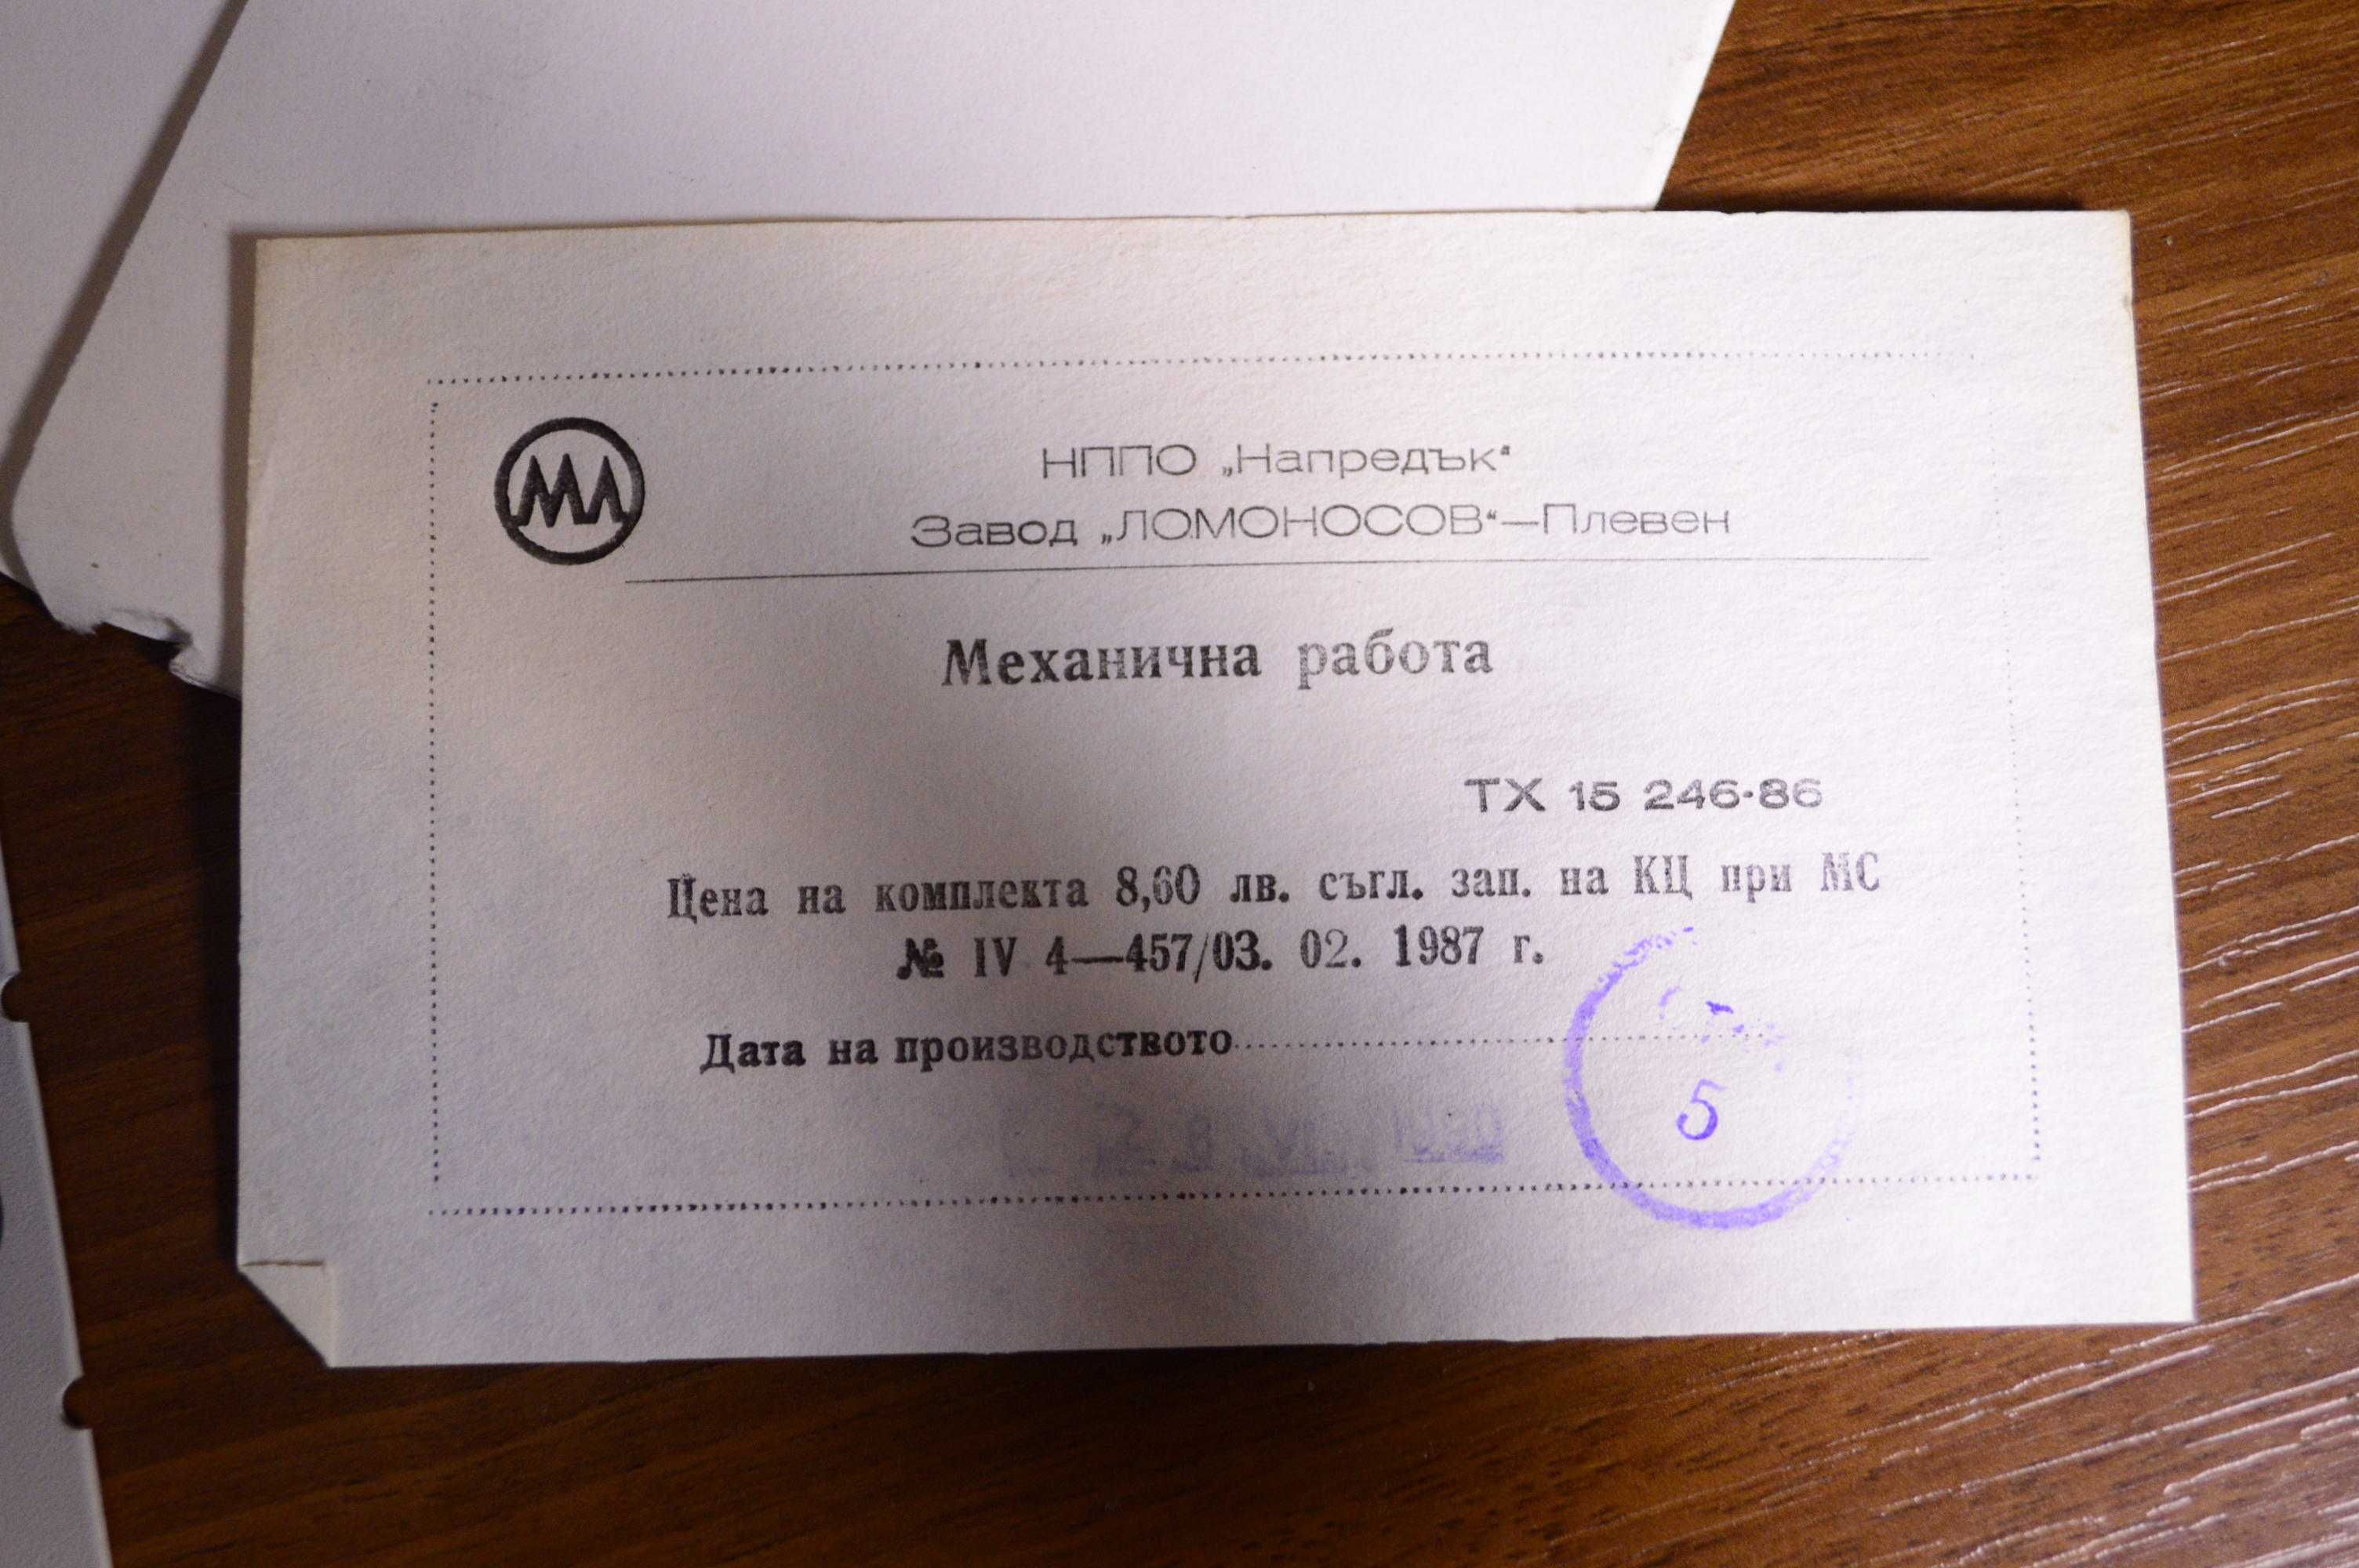 НППО „Напредък“
Завод „ЛОМОНОСОВ“—Плевен
Механична работа
ТХ 15 246-86
Цена на комплекта 8,60 лв. съгл. зап. на КЦ при МС
№ IV 4—457/03. 02. 1987 г.
Дата на производството
5